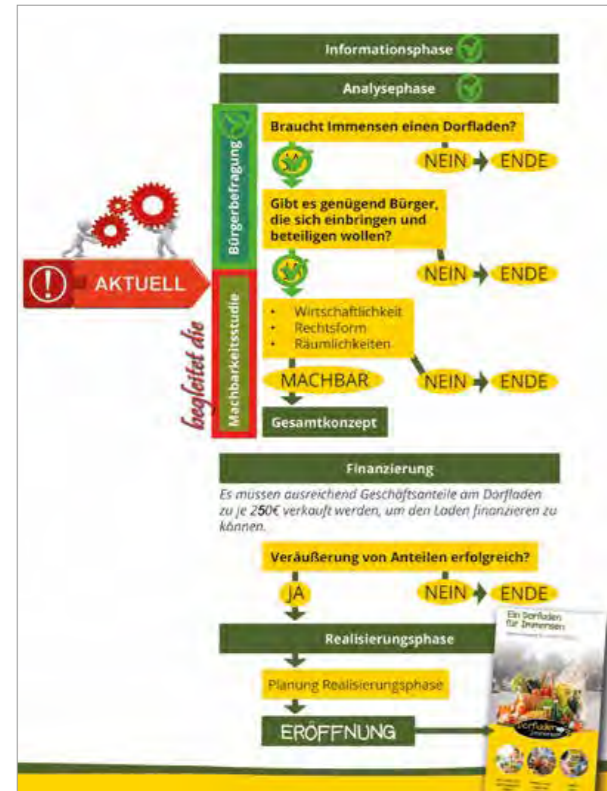 Informationsphase
Analysephase
Bürgerbefragung
Braucht Immensen einen Dorfladen?
JA
NEIN
ENDE
Gibt es genügend Bürger,
die sich einbringen und
beteiligen wollen?
JA
NEIN
ENDE
! AKTUELL
begleitet die
Machbarkeitsstudie
• Wirtschaftlichkeit
• Rechtsform
• Räumlichkeiten
MACHBAR
NEIN
ENDE
Gesamtkonzept
Finanzierung
Es müssen ausreichend Geschäftsanteile am Dorfladen
zu je 250€ verkauft werden, um den Laden finanzieren zu
können.
Veräußerung von Anteilen erfolgreich?
JA
NEIN
ENDE
Realisierungsphase
Planung Realisierungsphase
ERÖFFNUNG
Ein Dorfladen
für Immensen
Dorfladen
Immensen